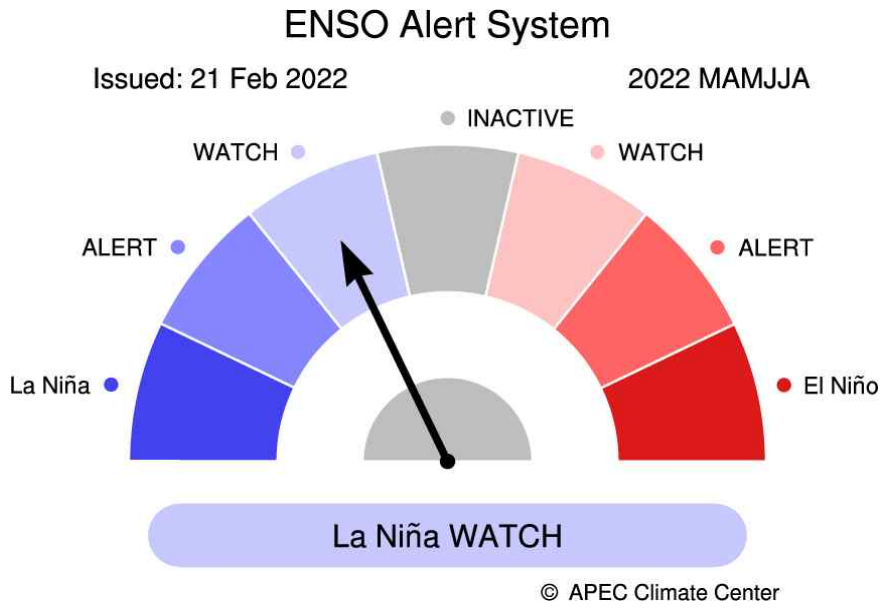 ENSO Alert System
Issued: 21 Feb 2022
2022 MAMJJA
INACTIVE
WATCH
WATCH
ALERT
ALERT
La Niña
El Niño
La Niña WATCH
© APEC Climate Center